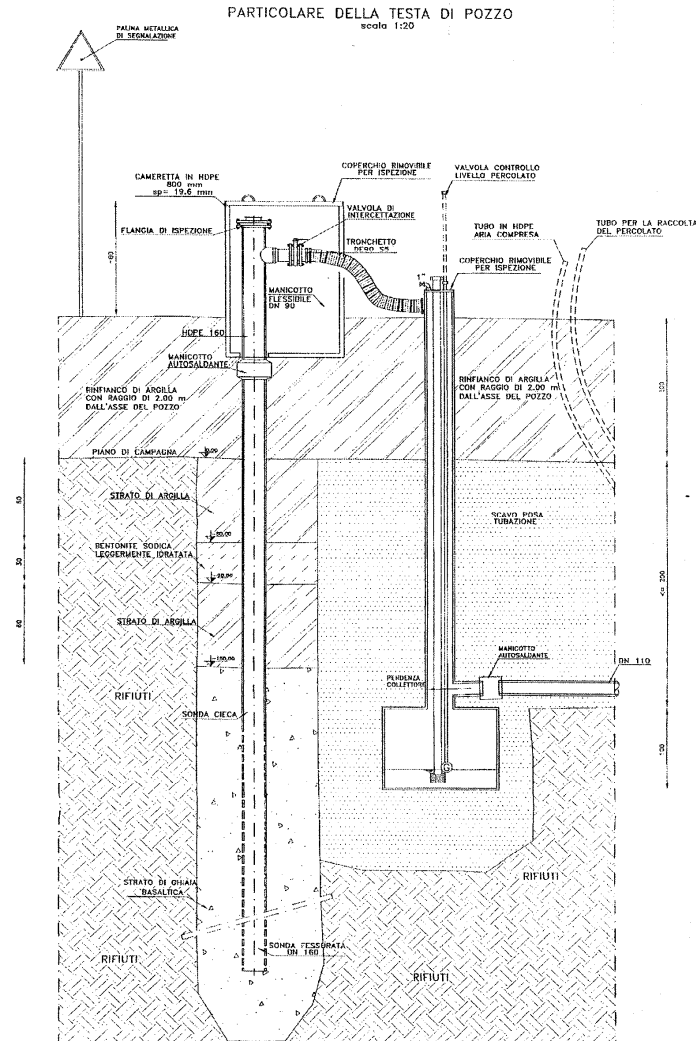 PARTICOLARE DELLA TESTA DI POZZO
scala 1:20
PALINA METALLICA
DI SEGNALAZIONE
CAMERETTA IN HDPE
800 mm
sp= 19.6 mm
COPERCHIO RIMOVIBILE
PER ISPEZIONE
VALVOLA CONTROLLO
LIVELLO PERCOLATO
FLANGIA DI ISPEZIONE
VALVOLA DI
INTERCETTAZIONE
TUBO IN HDPE
ARIA COMPRESA
TUBO PER LA RACCOLTA
DEL PERCOLATO
TRONCHETTO
DE90 S5
COPERCHIO RIMOVIBILE
PER ISPEZIONE
1"
MANICOTTO
FLESSIBILE
DN 90
HDPE 160
MANICOTTO
AUTOSALDANTE
RINFIANCO DI ARGILLA
CON RAGGIO DI 2.00 m
DALL'ASSE DEL POZZO
RINFIANCO DI ARGILLA
CON RAGGIO DI 2.00 m
DALL'ASSE DEL POZZO
PIANO DI CAMPAGNA
STRATO DI ARGILLA
SCAVO POSA
TUBAZIONE
BENTONITE SODICA
LEGGERMENTE IDRATATA
STRATO DI ARGILLA
MANICOTTO
AUTOSALDANTE
DN 110
PENDENZA
COLLETTORE
RIFIUTI
SONDA CIECA
STRATO DI GHIAIA
BASALTICA
RIFIUTI
SONDA FESSURATA
DN 160
RIFIUTI
RIFIUTI
100
100